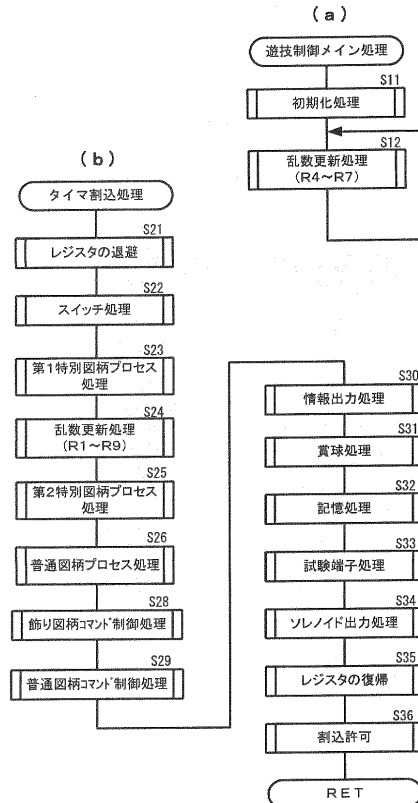 (a)
遊技制御メイン処理
S11
初期化処理
S12
乱数更新処理
(R4～R7)
(b)
タイマ割込処理
S21
レジスタの退避
S22
スイッチ処理
S23
第1特別図柄プロセス
処理
S24
乱数更新処理
(R1～R9)
S25
第2特別図柄プロセス
処理
S26
普通図柄プロセス処理
S28
飾り図柄コマンド制御処理
S29
普通図柄コマンド制御処理
S30
情報出力処理
S31
賞球処理
S32
記憶処理
S33
試験端子処理
S34
ソレノイド出力処理
S35
レジスタの復帰
S36
割込許可
RET